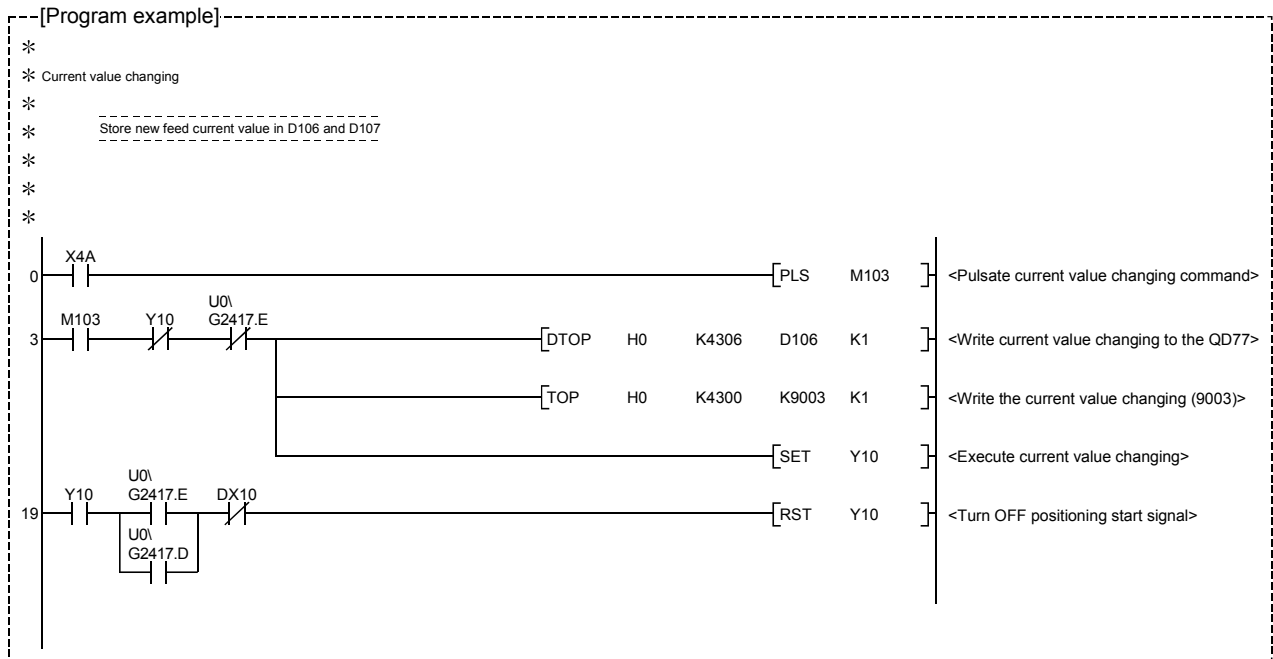 [Program example]
*
* Current value changing
*
* Store new feed current value in D106 and D107
*
*
*
X4A
0 [PLS M103 ] <Pulsate current value changing command>
U0\
M103 Y10 G2417.E
3 [DTOP H0 K4306 D106 K1 ] <Write current value changing to the QD77>
[TOP H0 K4300 K9003 K1 ] <Write the current value changing (9003)>
[SET Y10 ] <Execute current value changing>
U0\
Y10 G2417.E DX10
19 [RST Y10 ] <Turn OFF positioning start signal>
U0\
G2417.D